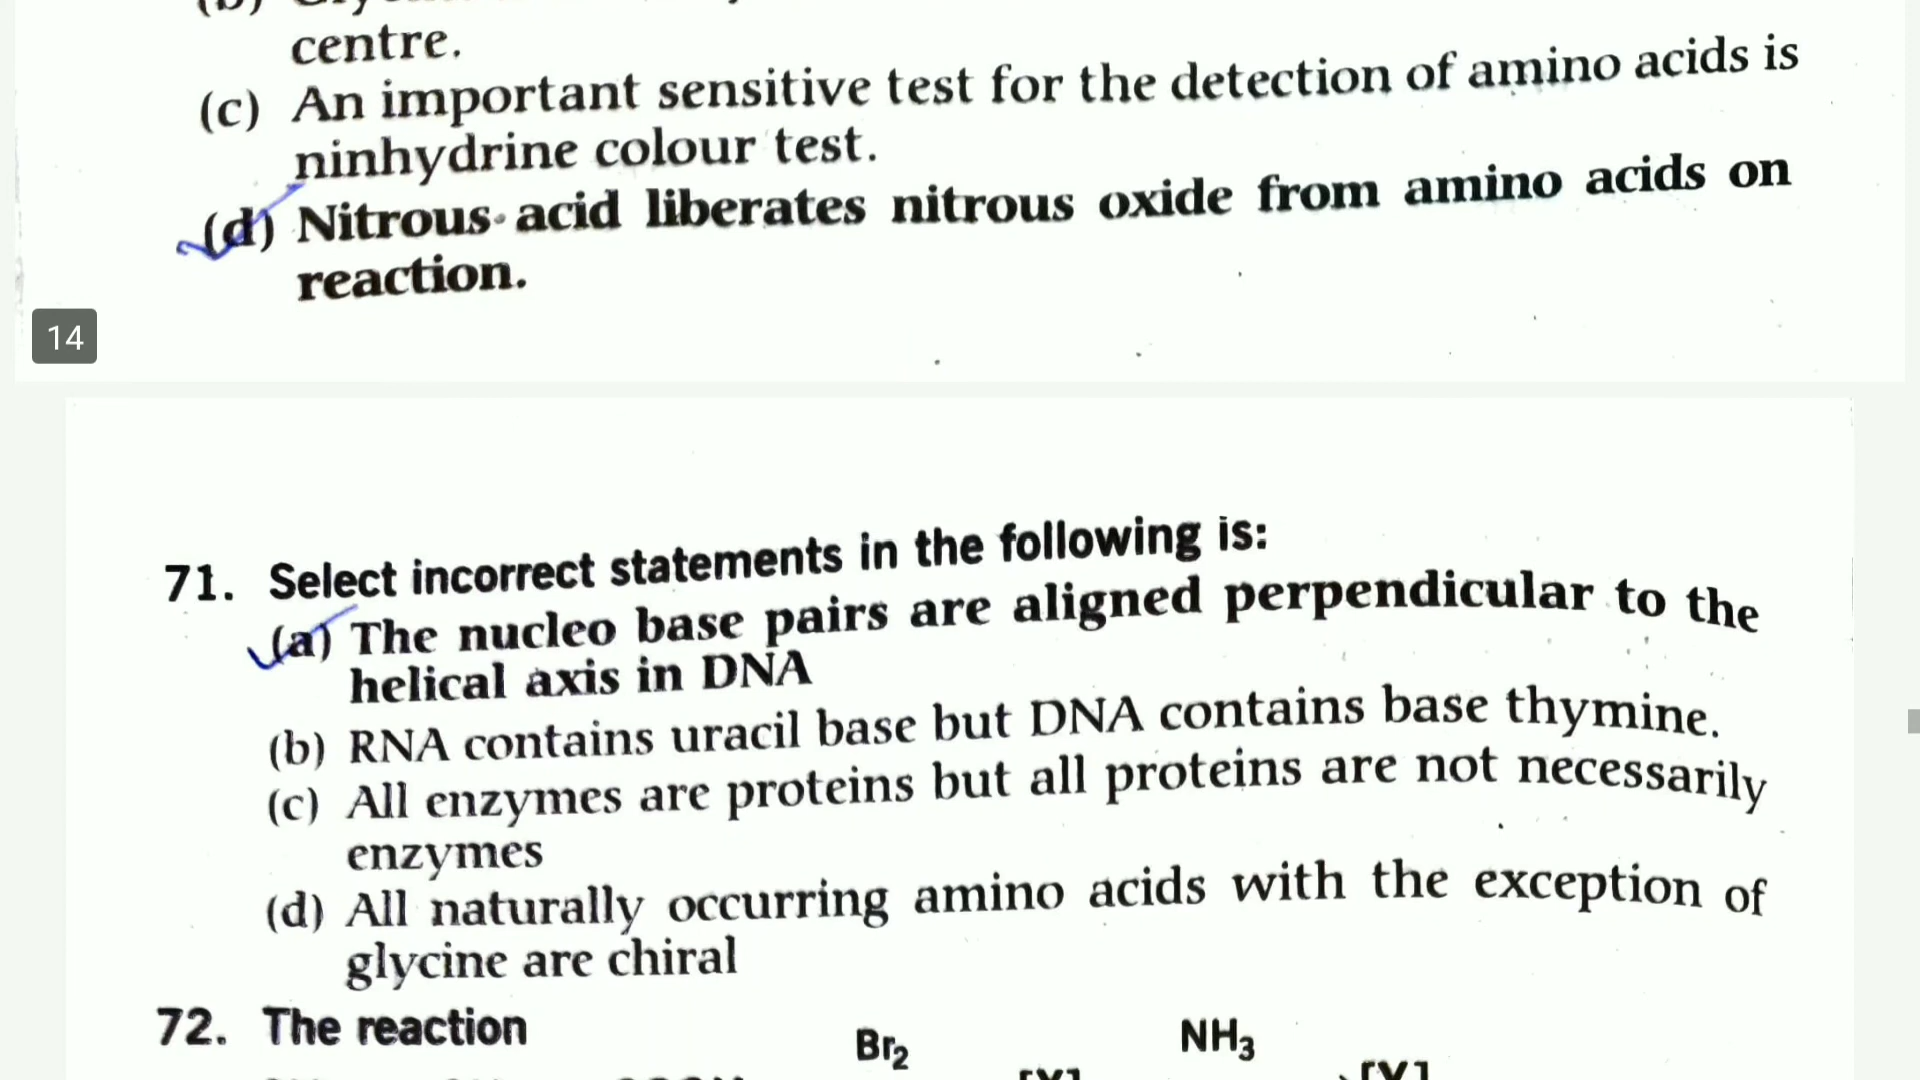 centre.
(c) An important sensitive test for the detection of amino acids is
ninhydrine colour test.
(d) Nitrous acid liberates nitrous oxide from amino acids on
reaction.
14
71. Select incorrect statements in the following is:
(a) The nucleo base pairs are aligned perpendicular to the
helical axis in DNA
(b) RNA contains uracil base but DNA contains base thymine.
(c) All enzymes are proteins but all proteins are not necessarily
enzymes
(d) All naturally occurring amino acids with the exception of
glycine are chiral
72. The reaction
Br2
NH3